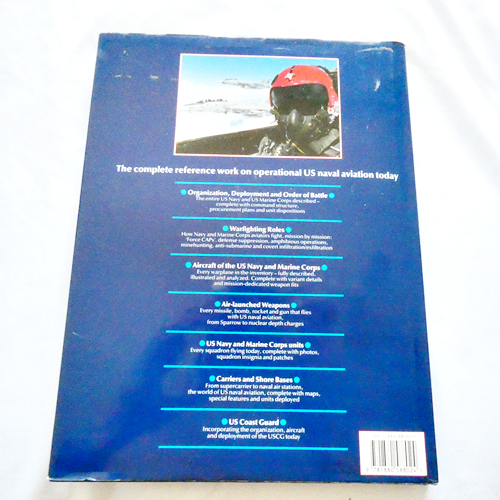 The complete reference work on operational US naval aviation today
Organization, Deployment and Order of Battle
The entire US Navy and US Marine Corps described –
complete with command structure,
procurement plans and unit dispositions
Warfighting Roles
How Navy and Marine Corps aviators fight, mission by mission:
'Force CAPs', defense suppression, amphibious operations,
minehunting, anti-submarine and covert infiltration/exfiltration
Aircraft of the US Navy and Marine Corps
Every warplane in the inventory – fully described,
illustrated and analyzed. Complete with variant details
and mission-dedicated weapon fits
Air-launched Weapons
Every missile, bomb, rocket and gun that flies
with US naval aviation,
from Sparrow to nuclear depth charges
US Navy and Marine Corps units
Every squadron flying today, complete with photos,
squadron insignia and patches
Carriers and Shore Bases
From supercarrier to naval air stations,
the world of US naval aviation, complete with maps,
special features and units deployed
US Coast Guard
Incorporating the organization, aircraft
and deployment of the USCG today